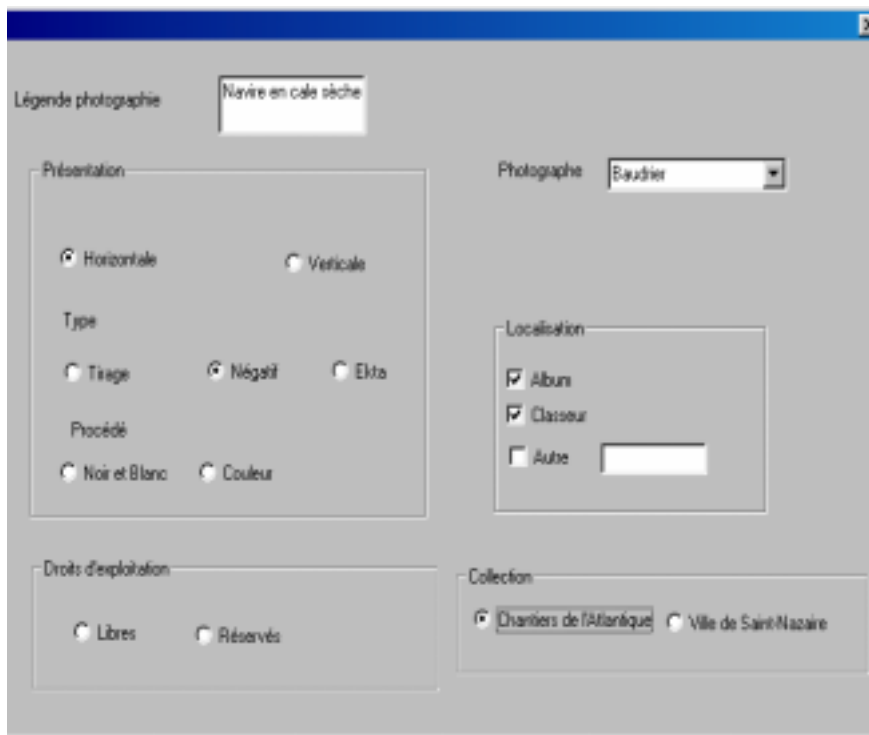 Légende photographie
Navire en cale sèche
Présentation
Photographe
Baudrier
Horizontale
Verticale
Type
Tirage
Négatif
Ekta
Procédé
Noir et Blanc
Couleur
Localisation
Album
Classeur
Autre
Droits d'exploitation
Libres
Réservés
Collection
Chantiers de l'Atlantique
Ville de Saint-Nazaire